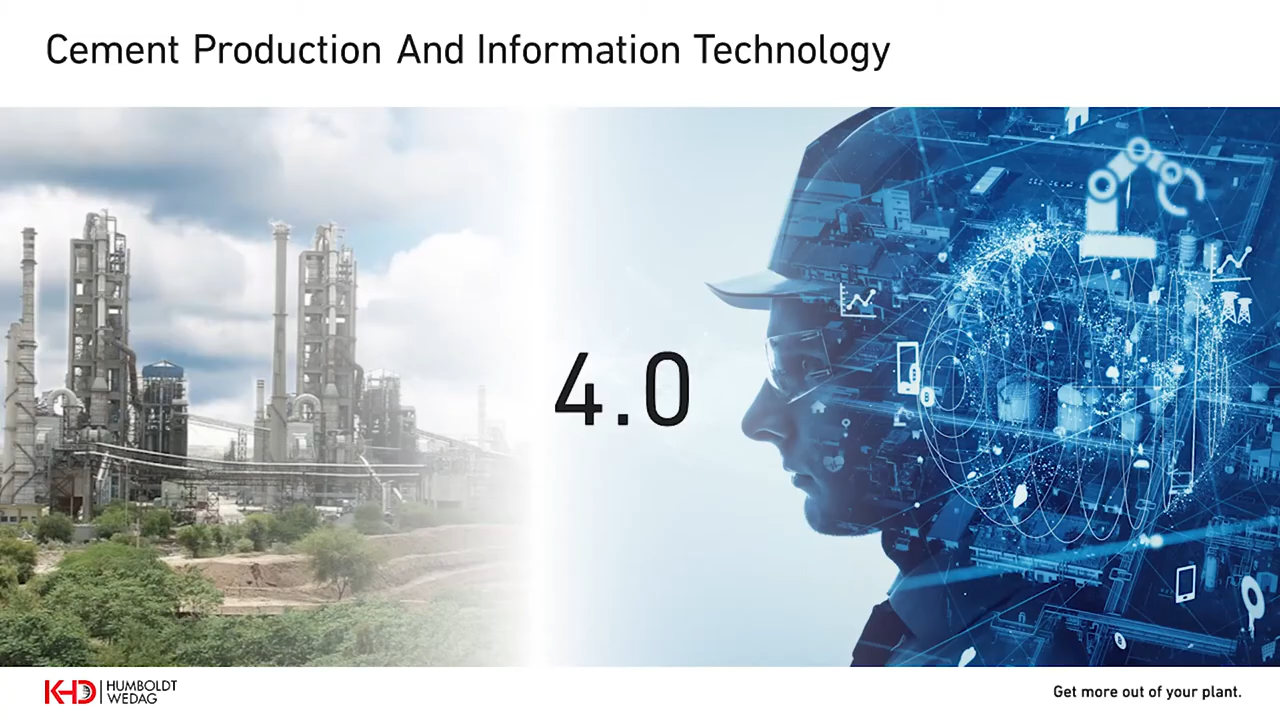 Cement Production And Information Technology
4.0
KHD HUMBOLDT
WEDAG
Get more out of your plant.